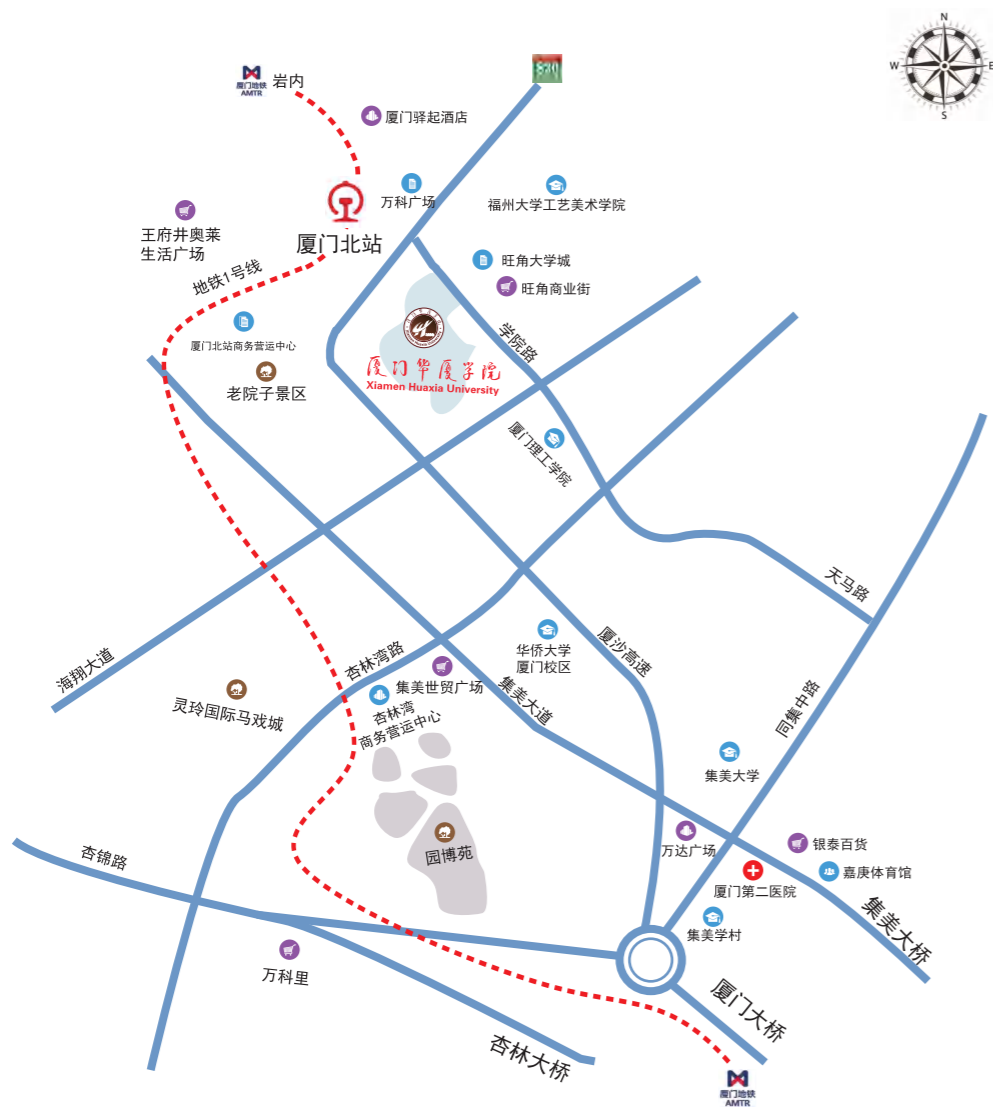 N
W
E
S
厦门地铁
AMTR
岩内
厦门驿起酒店
万科广场
福州大学工艺美术学院
王府井奥莱
生活广场
厦门北站
地铁1号线
旺角大学城
旺角商业街
厦门北站商务营运中心
老院子景区
厦门华厦学院
Xiamen Huaxia University
学院路
厦门理工学院
天马路
海翔大道
杏林湾路
华侨大学
厦门校区
厦沙高速
集美世贸广场
集美大道
灵玲国际马戏城
杏林湾
商务营运中心
同集中路
集美大学
园博苑
万达广场
银泰百货
嘉庚体育馆
厦门第二医院
杏锦路
集美学村
集美大桥
万科里
厦门大桥
杏林大桥
厦门地铁
AMTR